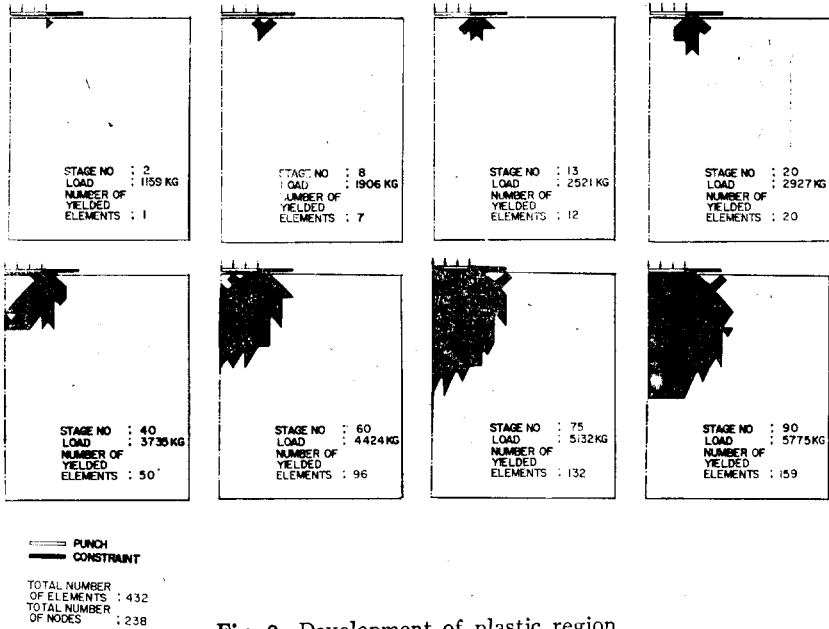 STAGE NO : 2
LOAD : 1159 KG
NUMBER OF
YIELDED
ELEMENTS : 1
STAGE NO : 8
LOAD : 1906 KG
NUMBER OF
YIELDED
ELEMENTS : 7
STAGE NO : 13
LOAD : 2521 KG
NUMBER OF
YIELDED
ELEMENTS : 12
STAGE NO : 20
LOAD : 2927 KG
NUMBER OF
YIELDED
ELEMENTS : 20
STAGE NO : 40
LOAD : 3735 KG
NUMBER OF
YIELDED
ELEMENTS : 50
STAGE NO : 60
LOAD : 4424 KG
NUMBER OF
YIELDED
ELEMENTS : 96
STAGE NO : 75
LOAD : 5132 KG
NUMBER OF
YIELDED
ELEMENTS : 132
STAGE NO : 90
LOAD : 5775 KG
NUMBER OF
YIELDED
ELEMENTS : 159
PUNCH
CONSTRAINT
TOTAL NUMBER
OF ELEMENTS : 432
TOTAL NUMBER
OF NODES : 238
Development of plastic region